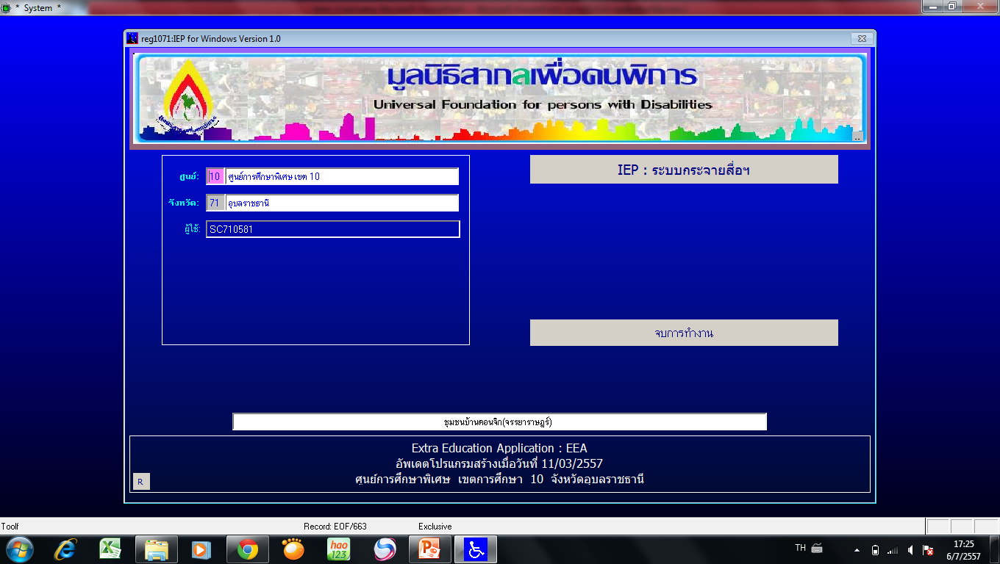 * System *
reg1071:IEP for Windows Version 1.0
มูลนิธิสากลเพื่อคนพิการ
Universal Foundation for persons with Disabilities
..
ศูนย์: 10 ศูนย์การศึกษาพิเศษ เขต 10
จังหวัด: 71 อุบลราชธานี
ผู้ใช้: SC710581
IEP : ระบบกระจายสื่อฯ
จบการทำงาน
ชุมชนบ้านดอนจิก(จรรยาราษฎร์)
Extra Education Application : EEA
อัพเดตโปรแกรมสร้างเมื่อวันที่ 11/03/2557
ศูนย์การศึกษาพิเศษ เขตการศึกษา 10 จังหวัดอุบลราชธานี
R
Toolf Record: EOF/663 Exclusive
hao
123
TH
17:25
6/7/2557